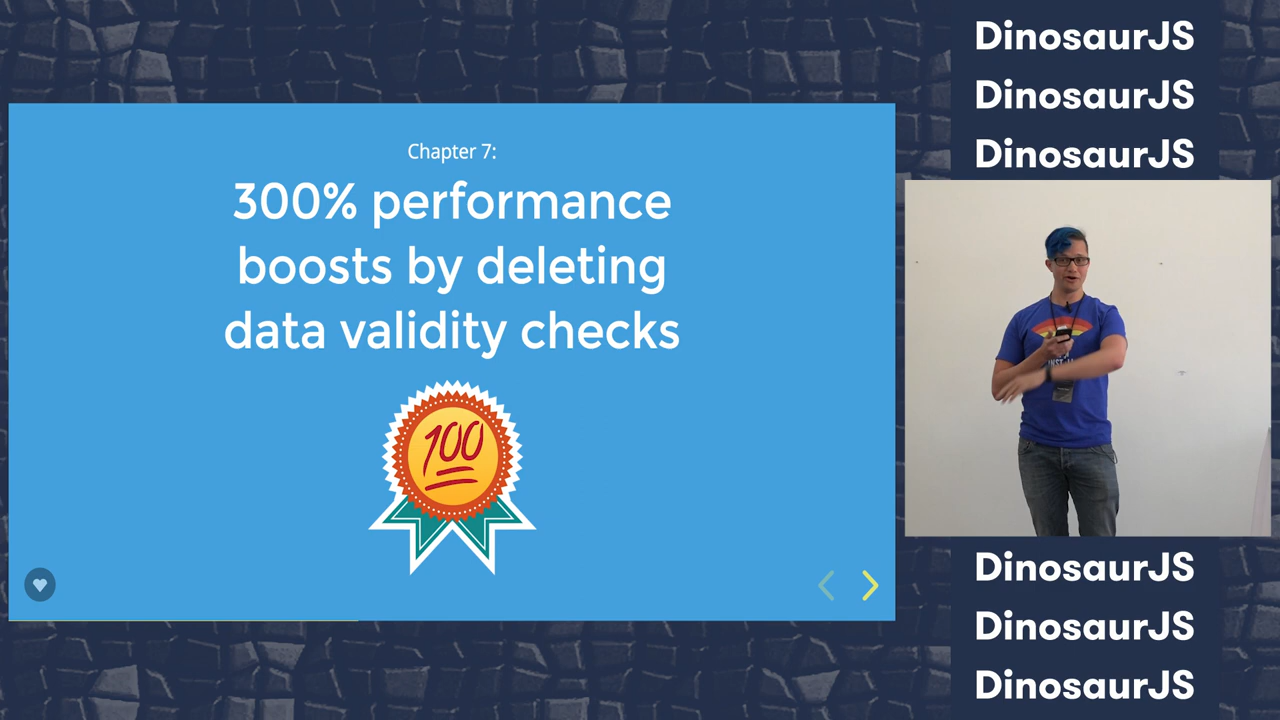 Chapter 7:
300% performance
boosts by deleting
data validity checks
100
DinosaurJS
DinosaurJS
DinosaurJS
DinosaurJS
DinosaurJS
DinosaurJS